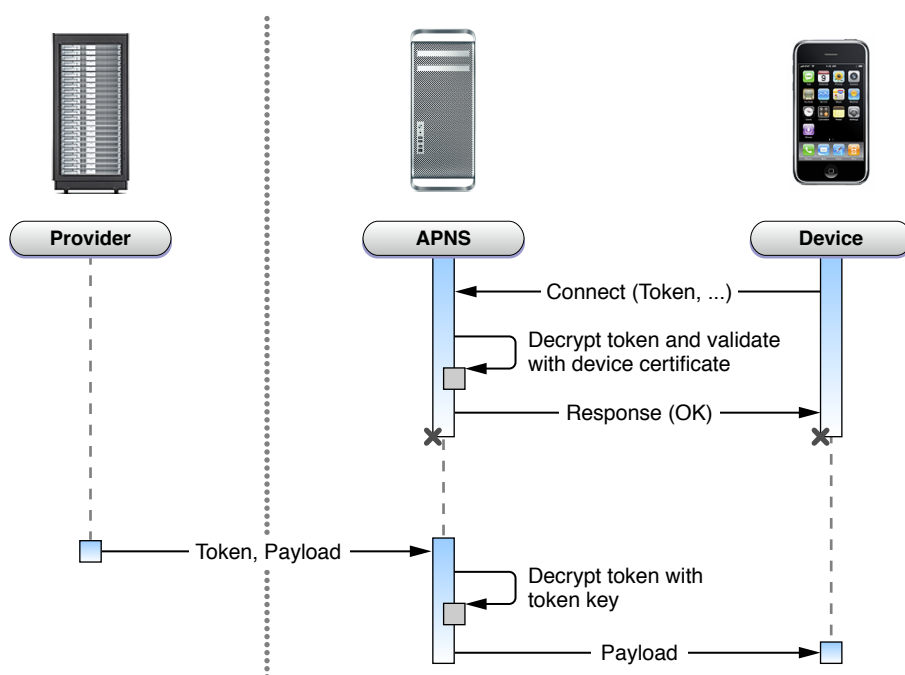 Provider
APNS
Device
Connect (Token, ...)
Decrypt token and validate
with device certificate
Response (OK)
Token, Payload
Decrypt token with
token key
Payload